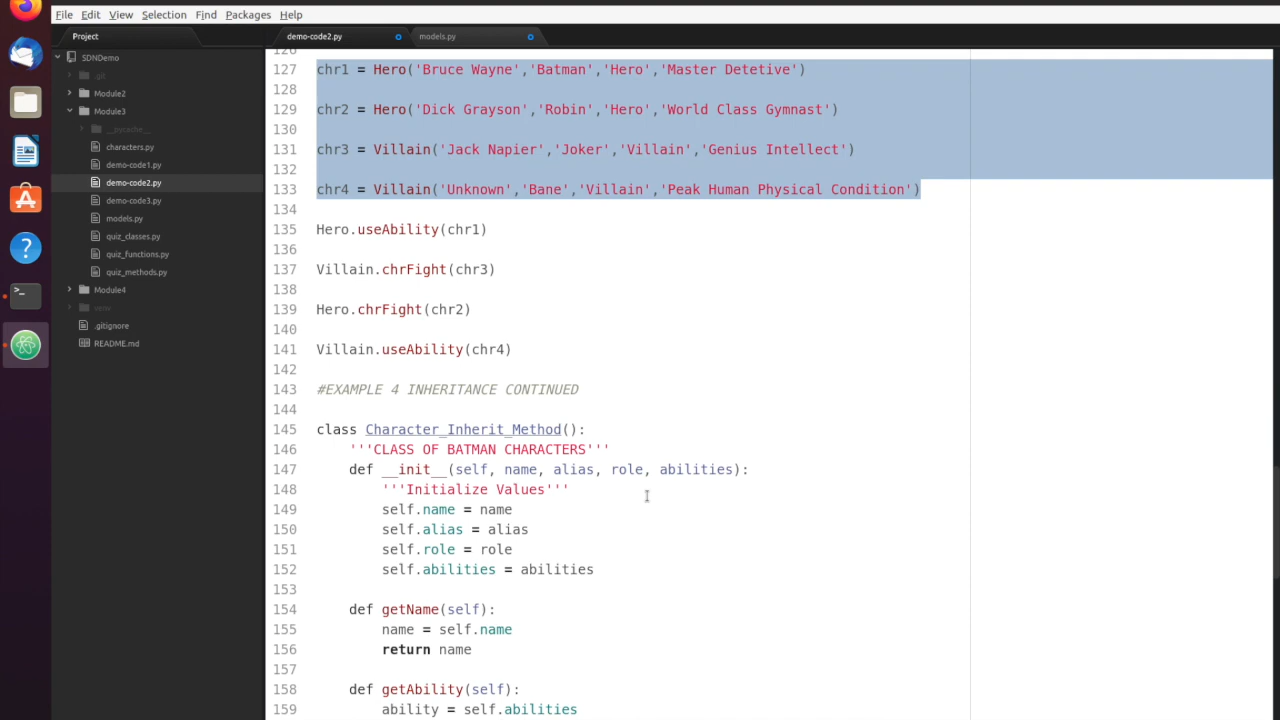 File Edit View Selection Find Packages Help
Project
demo-code2.py
models.py
SDNDemo
.git
Module2
Module3
__pycache__
characters.py
demo-code1.py
demo-code2.py
demo-code3.py
models.py
quiz_classes.py
quiz_functions.py
quiz_methods.py
Module4
venv
.gitignore
README.md
126
127 chr1 = Hero('Bruce Wayne','Batman','Hero','Master Detetive')
128
129 chr2 = Hero('Dick Grayson','Robin','Hero','World Class Gymnast')
130
131 chr3 = Villain('Jack Napier','Joker','Villain','Genius Intellect')
132
133 chr4 = Villain('Unknown','Bane','Villain','Peak Human Physical Condition')
134
135 Hero.useAbility(chr1)
136
137 Villain.chrFight(chr3)
138
139 Hero.chrFight(chr2)
140
141 Villain.useAbility(chr4)
142
143 #EXAMPLE 4 INHERITANCE CONTINUED
144
145 class Character_Inherit_Method():
146 '''CLASS OF BATMAN CHARACTERS'''
147 def __init__(self, name, alias, role, abilities):
148 '''Initialize Values'''
149 self.name = name
150 self.alias = alias
151 self.role = role
152 self.abilities = abilities
153
154 def getName(self):
155 name = self.name
156 return name
157
158 def getAbility(self):
159 ability = self.abilities